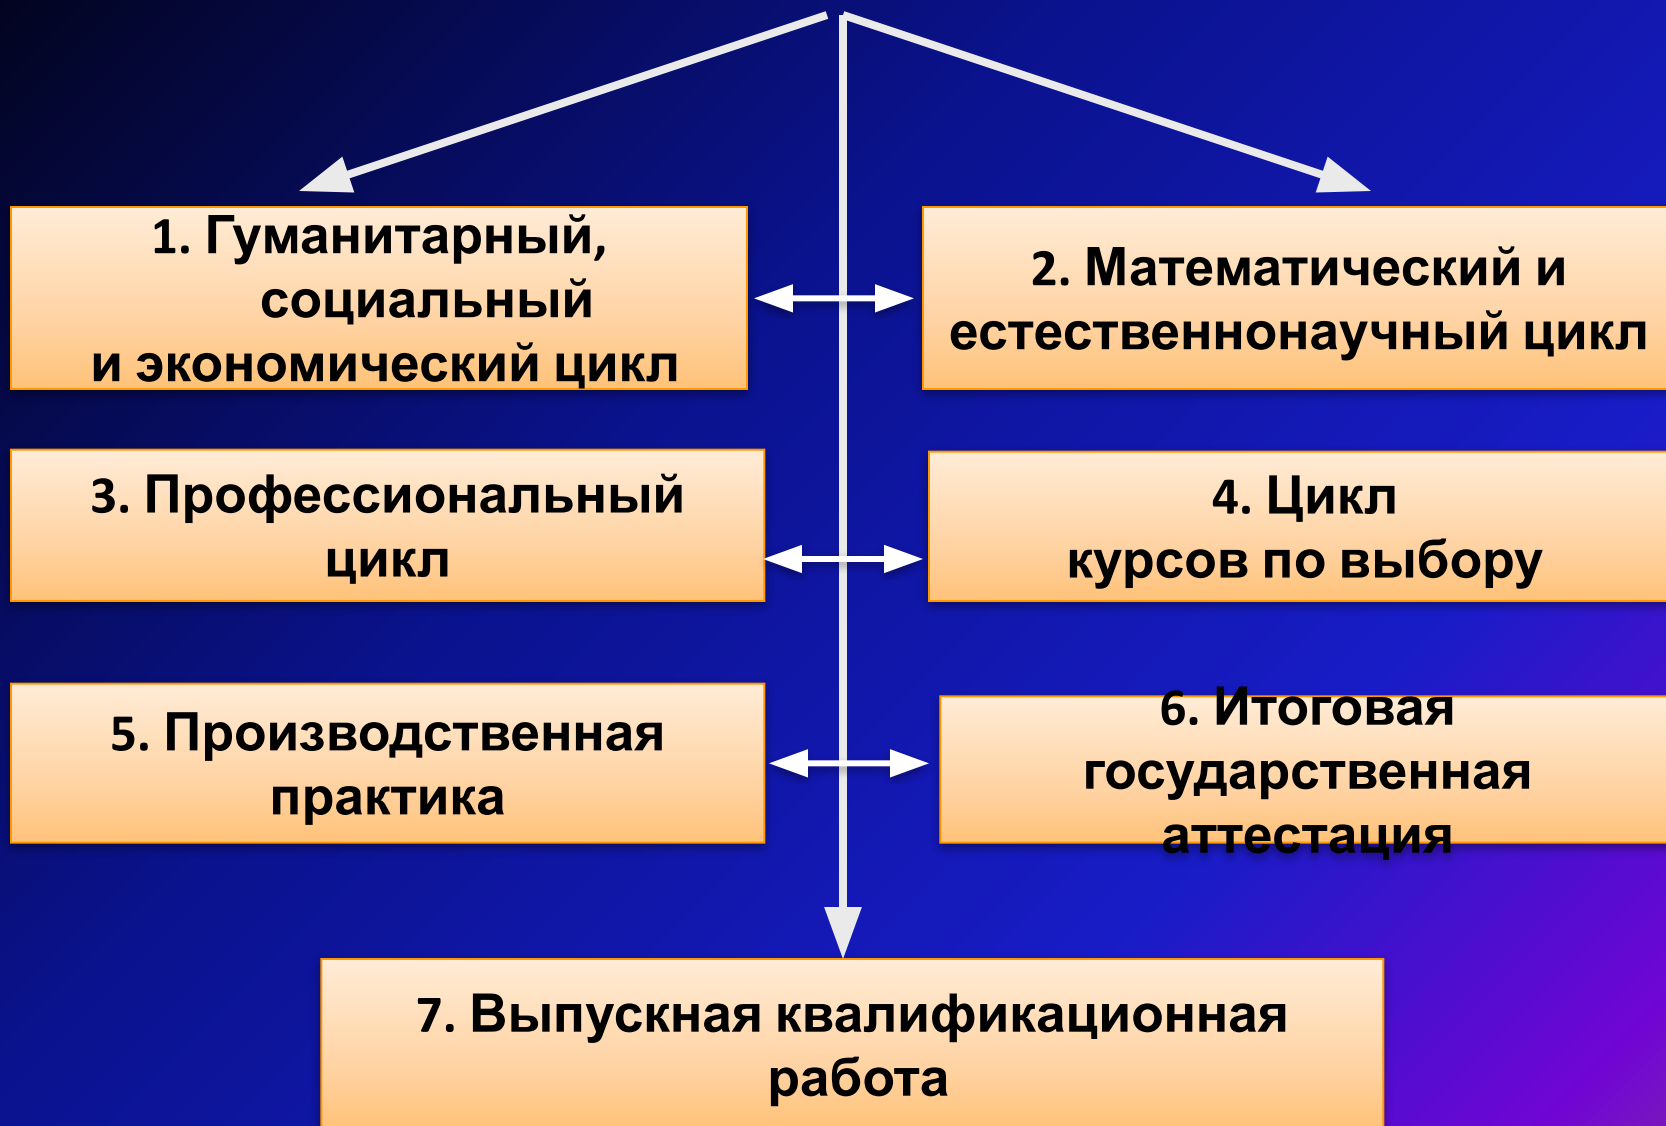 1. Гуманитарный,
социальный
и экономический цикл
2. Математический и
естественнонаучный цикл
3. Профессиональный
цикл
4. Цикл
курсов по выбору
5. Производственная
практика
6. Итоговая
государственная
аттестация
7. Выпускная квалификационная
работа